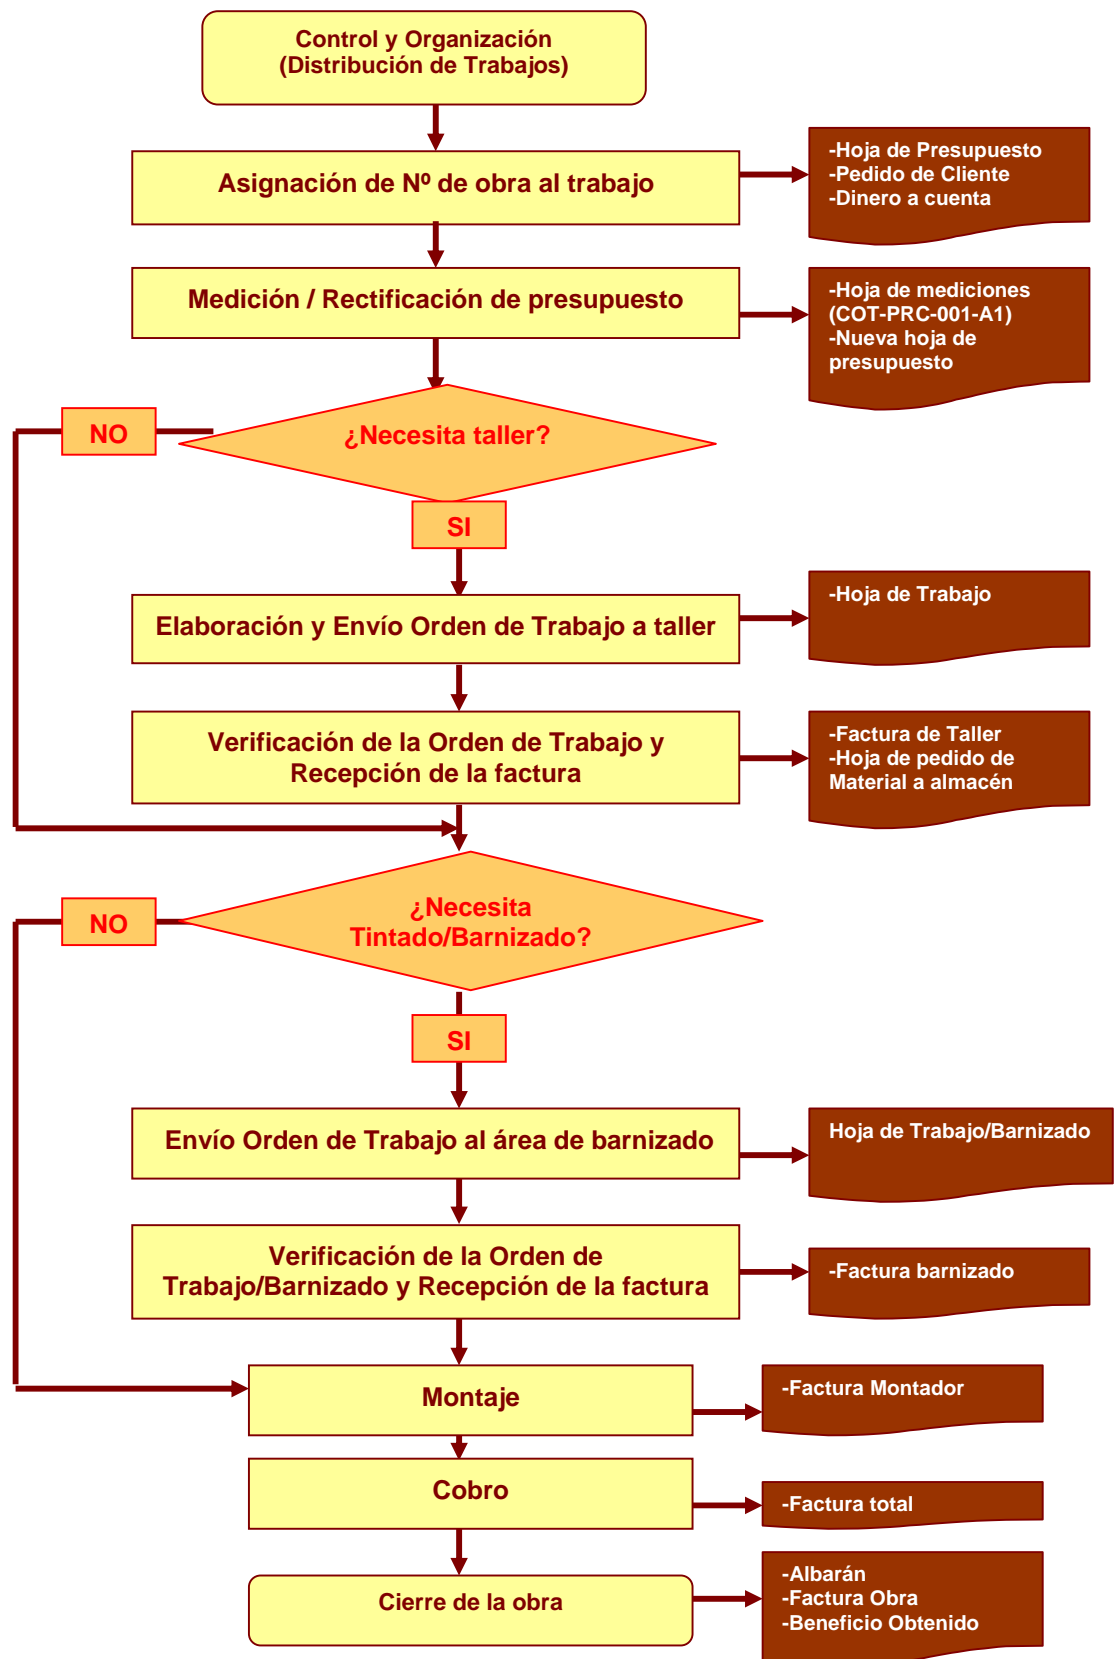 Control y Organización
(Distribución de Trabajos)
Asignación de Nº de obra al trabajo
-Hoja de Presupuesto
-Pedido de Cliente
-Dinero a cuenta
Medición / Rectificación de presupuesto
-Hoja de mediciones
(COT-PRC-001-A1)
-Nueva hoja de
presupuesto
NO
¿Necesita taller?
SI
Elaboración y Envío Orden de Trabajo a taller
-Hoja de Trabajo
Verificación de la Orden de Trabajo y
Recepción de la factura
-Factura de Taller
-Hoja de pedido de
Material a almacén
NO
¿Necesita
Tintado/Barnizado?
SI
Envío Orden de Trabajo al área de barnizado
Hoja de Trabajo/Barnizado
Verificación de la Orden de
Trabajo/Barnizado y Recepción de la factura
-Factura barnizado
Montaje
-Factura Montador
Cobro
-Factura total
Cierre de la obra
-Albarán
-Factura Obra
-Beneficio Obtenido